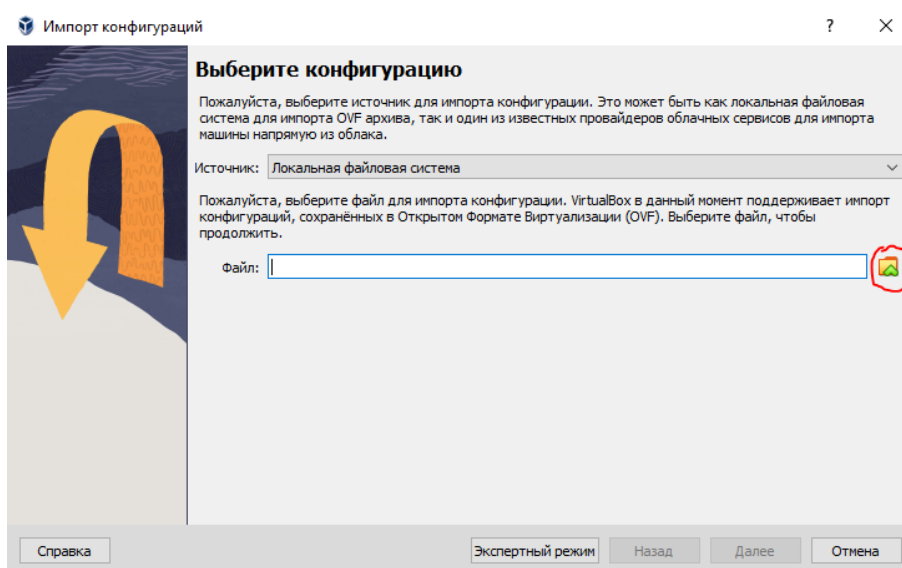 Импорт конфигураций
?
Выберите конфигурацию
Пожалуйста, выберите источник для импорта конфигурации. Это может быть как локальная файловая
система для импорта OVF архива, так и один из известных провайдеров облачных сервисов для импорта
машины напрямую из облака.
Источник: Локальная файловая система
Пожалуйста, выберите файл для импорта конфигурации. VirtualBox в данный момент поддерживает импорт
конфигураций, сохранённых в Открытом Формате Виртуализации (OVF). Выберите файл, чтобы
продолжить.
Файл:
Справка Экспертный режим Назад Далее Отмена